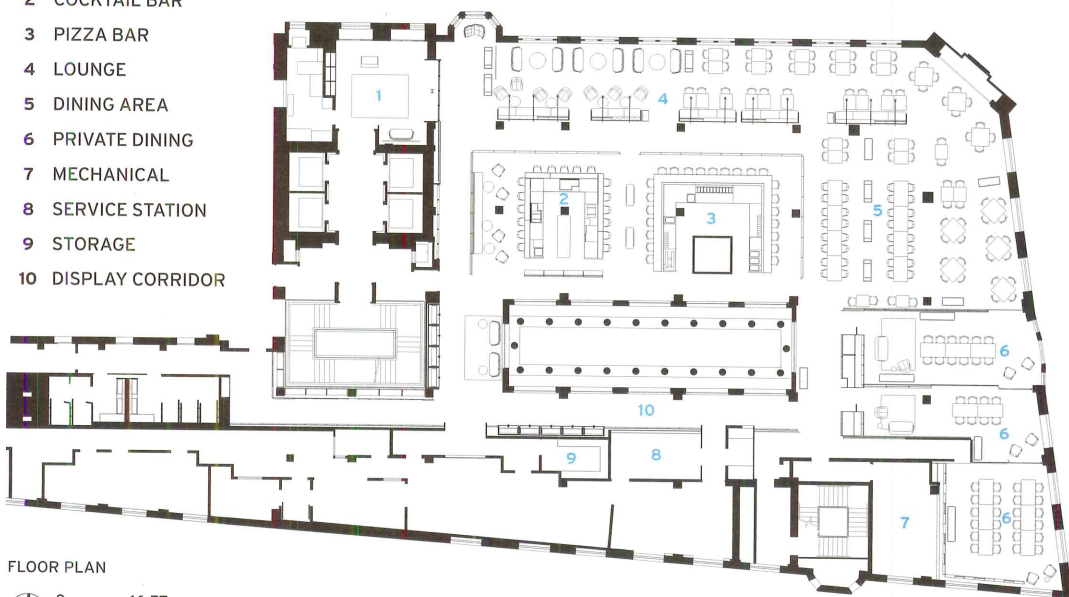 2 COCKTAIL BAR
3 PIZZA BAR
4 LOUNGE
5 DINING AREA
6 PRIVATE DINING
7 MECHANICAL
8 SERVICE STATION
9 STORAGE
10 DISPLAY CORRIDOR
1
4
2
3
5
6
10
6
9
8
7
6
FLOOR PLAN